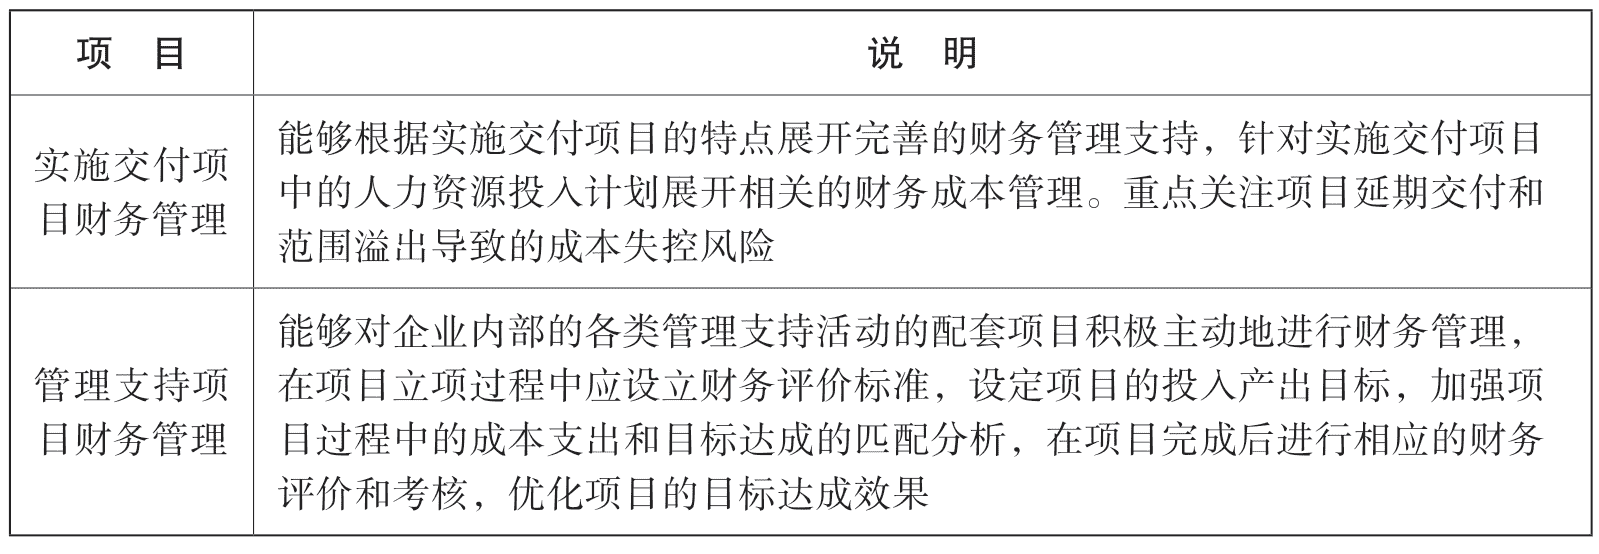 项 目
说 明
实施交付项
目财务管理
能够根据实施交付项目的特点展开完善的财务管理支持，针对实施交付项目
中的人力资源投入计划展开相关的财务成本管理。重点关注项目延期交付和
范围溢出导致的成本失控风险
管理支持项
目财务管理
能够对企业内部的各类管理支持活动的配套项目积极主动地进行财务管理，
在项目立项过程中应设立财务评价标准，设定项目的投入产出目标，加强项
目过程中的成本支出和目标达成的匹配分析，在项目完成后进行相应的财务
评价和考核，优化项目的目标达成效果